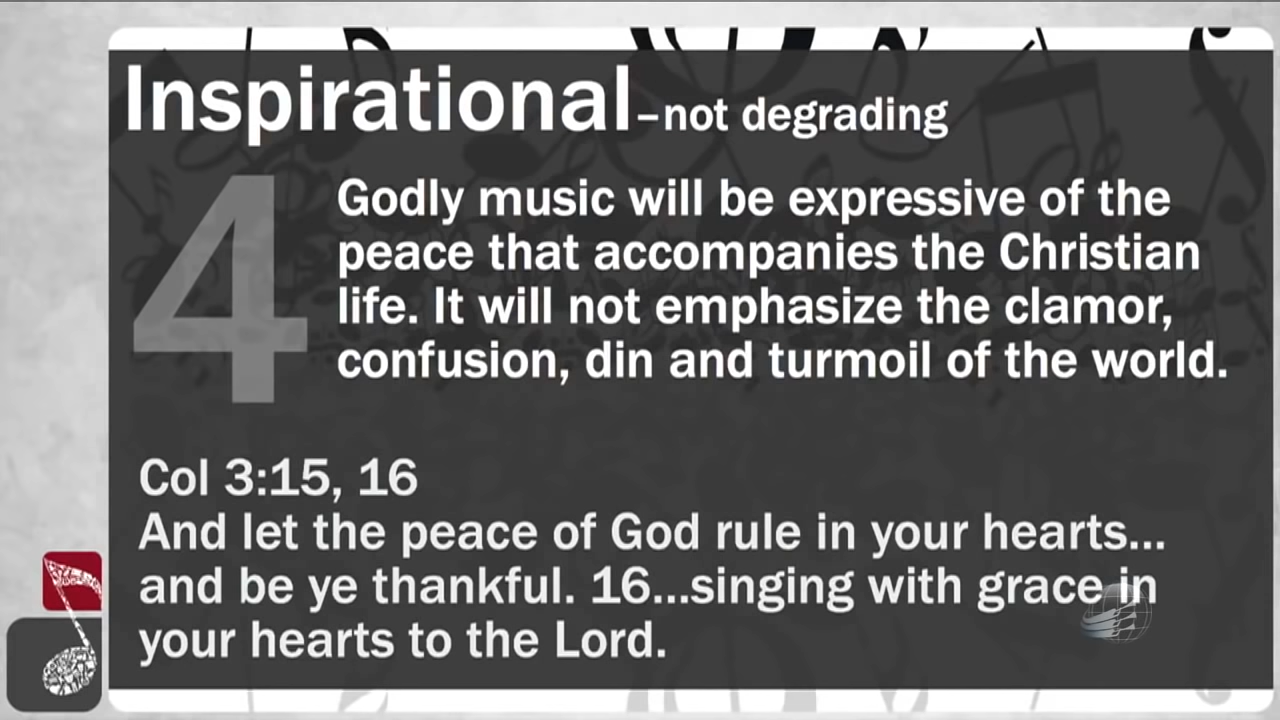 Inspirational–not degrading
4
Godly music will be expressive of the
peace that accompanies the Christian
life. It will not emphasize the clamor,
confusion, din and turmoil of the world.
Col 3:15, 16
And let the peace of God rule in your hearts...
and be ye thankful. 16...singing with grace in
your hearts to the Lord.